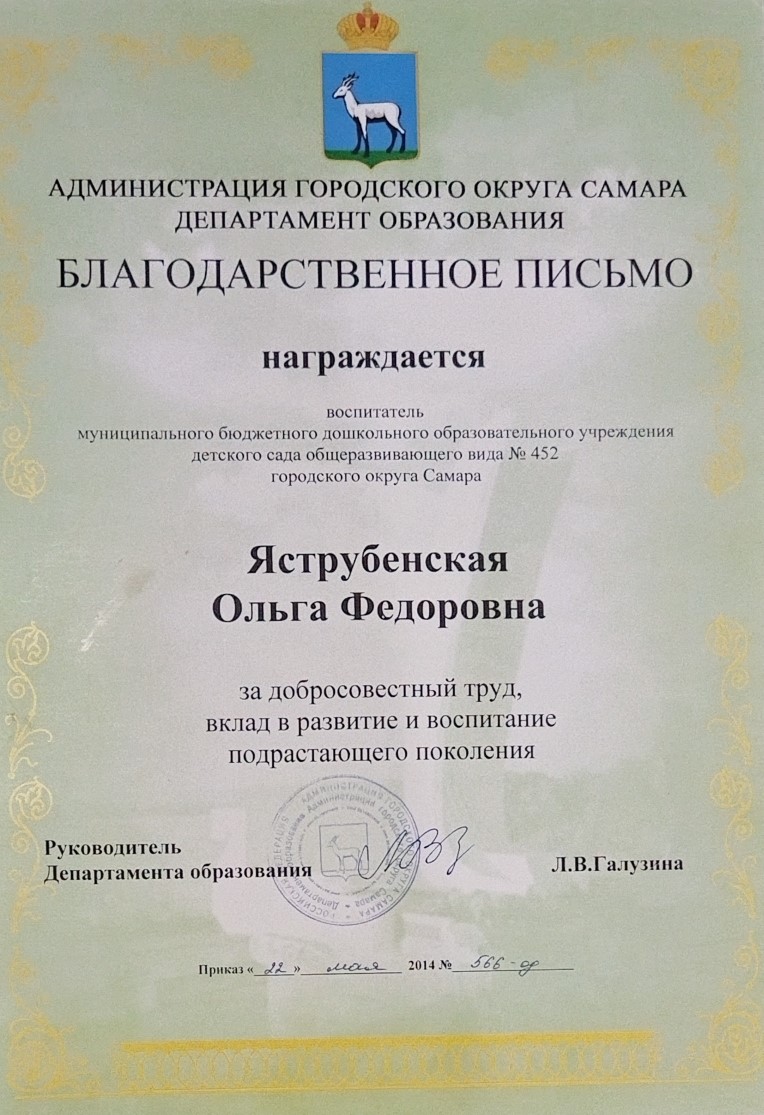 АДМИНИСТРАЦИЯ ГОРОДСКОГО ОКРУГА САМАРА
ДЕПАРТАМЕНТ ОБРАЗОВАНИЯ
БЛАГОДАРСТВЕННОЕ ПИСЬМО
награждается
воспитатель
муниципального бюджетного дошкольного образовательного учреждения
детского сада общеразвивающего вида № 452
городского округа Самара
Яструбенская
Ольга Федоровна
за добросовестный труд,
вклад в развитие и воспитание
подрастающего поколения
Руководитель
Департамента образования
Л.В.Галузина
Приказ « 22 » мая 2014 № 566-од